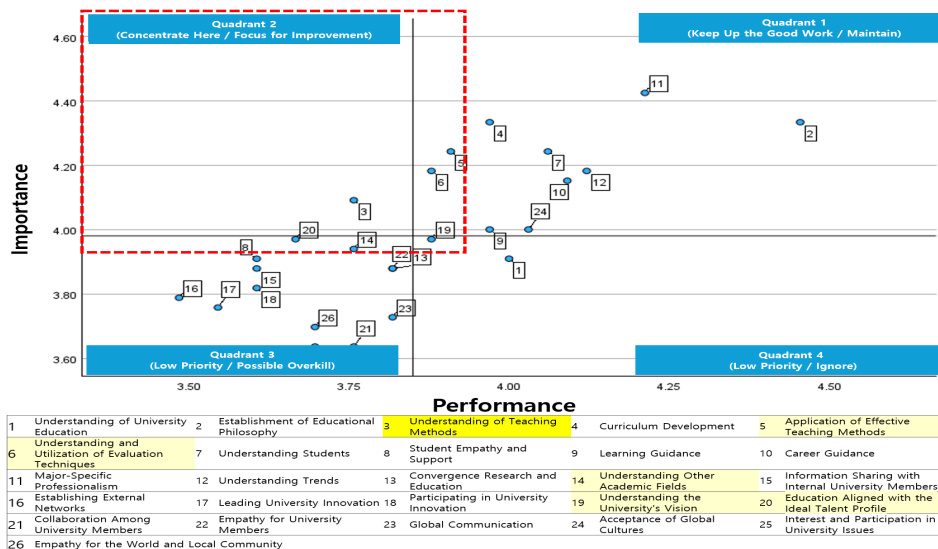 Quadrant 2
(Concentrate Here / Focus for Improvement)
Quadrant 1
(Keep Up the Good Work / Maintain)
4.60
4.40
4.20
4.00
3.80
3.60
Importance
11
2
4
7
5
6
12
10
3
24
20
19
14
9
8
22
13
1
15
16
17
18
23
26
21
Quadrant 3
(Low Priority / Possible Overkill)
Quadrant 4
(Low Priority / Ignore)
3.50 3.75 4.00 4.25 4.50
Performance
1 Understanding of University Education 2 Establishment of Educational Philosophy 3 Understanding of Teaching Methods 4 Curriculum Development 5 Application of Effective Teaching Methods
6 Understanding and Utilization of Evaluation Techniques 7 Understanding Students 8 Student Empathy and Support 9 Learning Guidance 10 Career Guidance
11 Major-Specific Professionalism 12 Understanding Trends 13 Convergence Research and Education 14 Understanding Other Academic Fields 15 Information Sharing with Internal University Members
16 Establishing External Networks 17 Leading University Innovation 18 Participating in University Innovation 19 Understanding the University's Vision 20 Education Aligned with the Ideal Talent Profile
21 Collaboration Among University Members 22 Empathy for University Members 23 Global Communication 24 Acceptance of Global Cultures 25 Interest and Participation in University Issues
26 Empathy for the World and Local Community